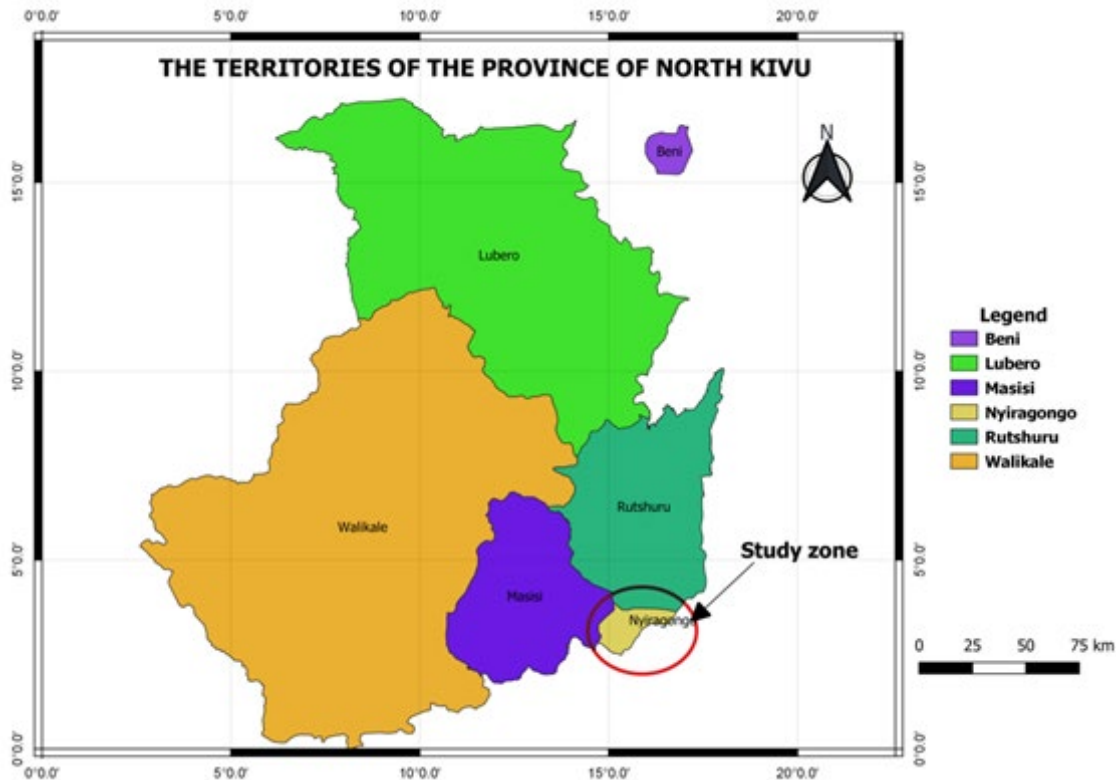 0°0.0' 5°0.0' 10°0.0' 15°0.0' 20°0.0'
THE TERRITORIES OF THE PROVINCE OF NORTH KIVU
N
Beni
15°0.0' 15°0.0'
Lubero
Legend
Beni
Lubero
Masisi
Nyiragongo
Rutshuru
Walikale
10°0.0' 10°0.0'
Rutshuru
Walikale
Study zone
5°0.0' 5°0.0'
Masisi
Nyiragongo
0 25 50 75 km
0°0.0' 0°0.0'
0°0.0' 5°0.0' 10°0.0' 15°0.0' 20°0.0'